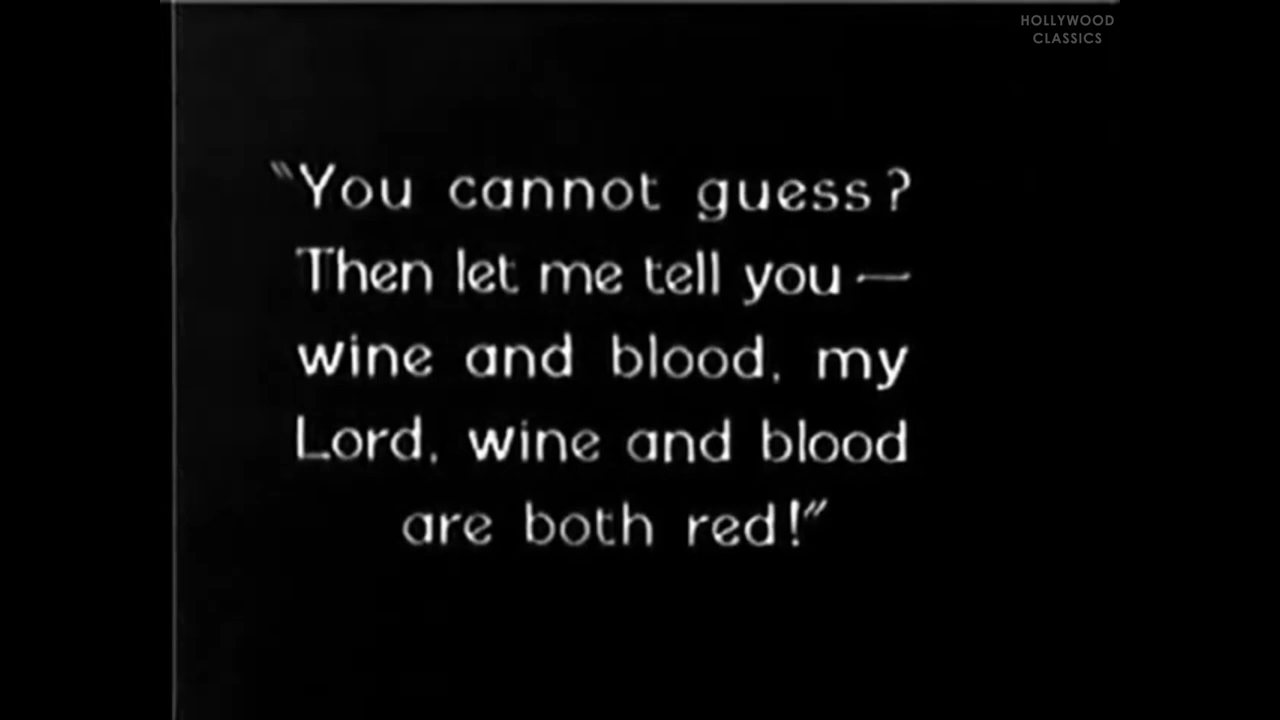 HOLLYWOOD
CLASSICS
"You cannot guess?
Then let me tell you —
wine and blood, my
Lord, wine and blood
are both red!"